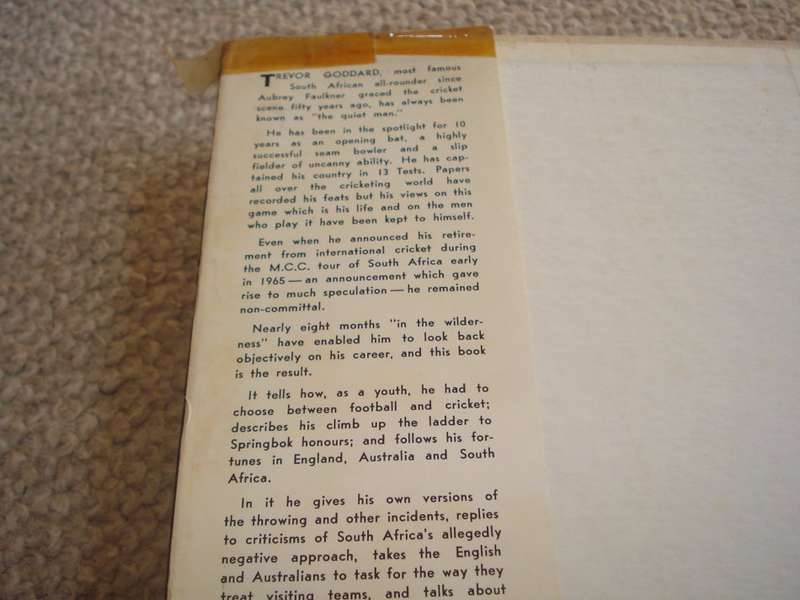 TREVOR GODDARD, most famous
South African all-rounder since
Aubrey Faulkner graced the cricket
scene fifty years ago, has always been
known as "the quiet man."
He has been in the spotlight for 10
years as an opening bat, a highly
successful seam bowler and a slip
fielder of uncanny ability. He has cap-
tained his country in 13 Tests. Papers
all over the cricketing world have
recorded his feats but his views on this
game which is his life and on the men
who play it have been kept to himself.
Even when he announced his retire-
ment from international cricket during
the M.C.C. tour of South Africa early
in 1965 — an announcement which gave
rise to much speculation — he remained
non-committal.
Nearly eight months "in the wilder-
ness" have enabled him to look back
objectively on his career, and this book
is the result.
It tells how, as a youth, he had to
choose between football and cricket;
describes his climb up the ladder to
Springbok honours; and follows his for-
tunes in England, Australia and South
Africa.
In it he gives his own versions of
the throwing and other incidents, replies
to criticisms of South Africa's allegedly
negative approach, takes the English
and Australians to task for the way they
treat visiting teams, and talks about